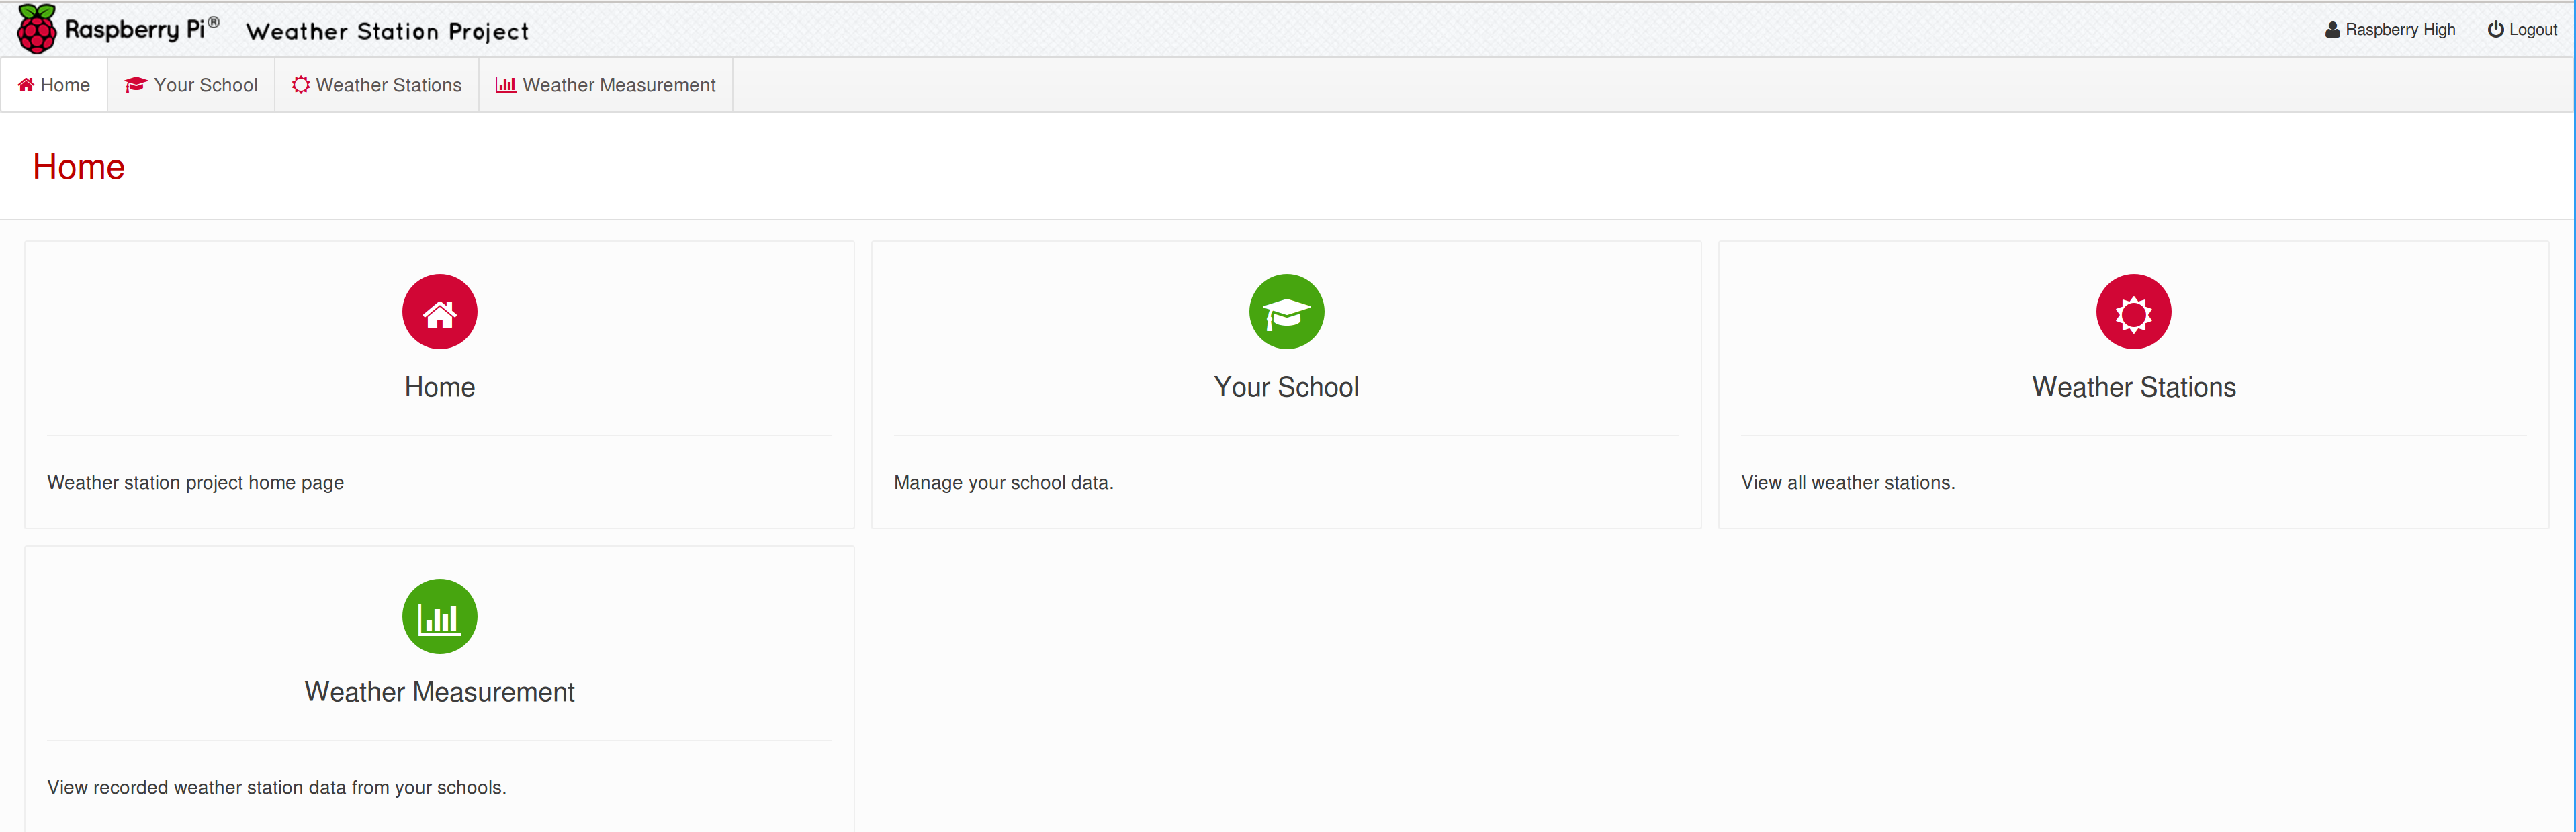 Raspberry Pi® Weather Station Project
Raspberry High Logout
Home Your School Weather Stations Weather Measurement
Home
Home
Weather station project home page
Your School
Manage your school data.
Weather Stations
View all weather stations.
Weather Measurement
View recorded weather station data from your schools.